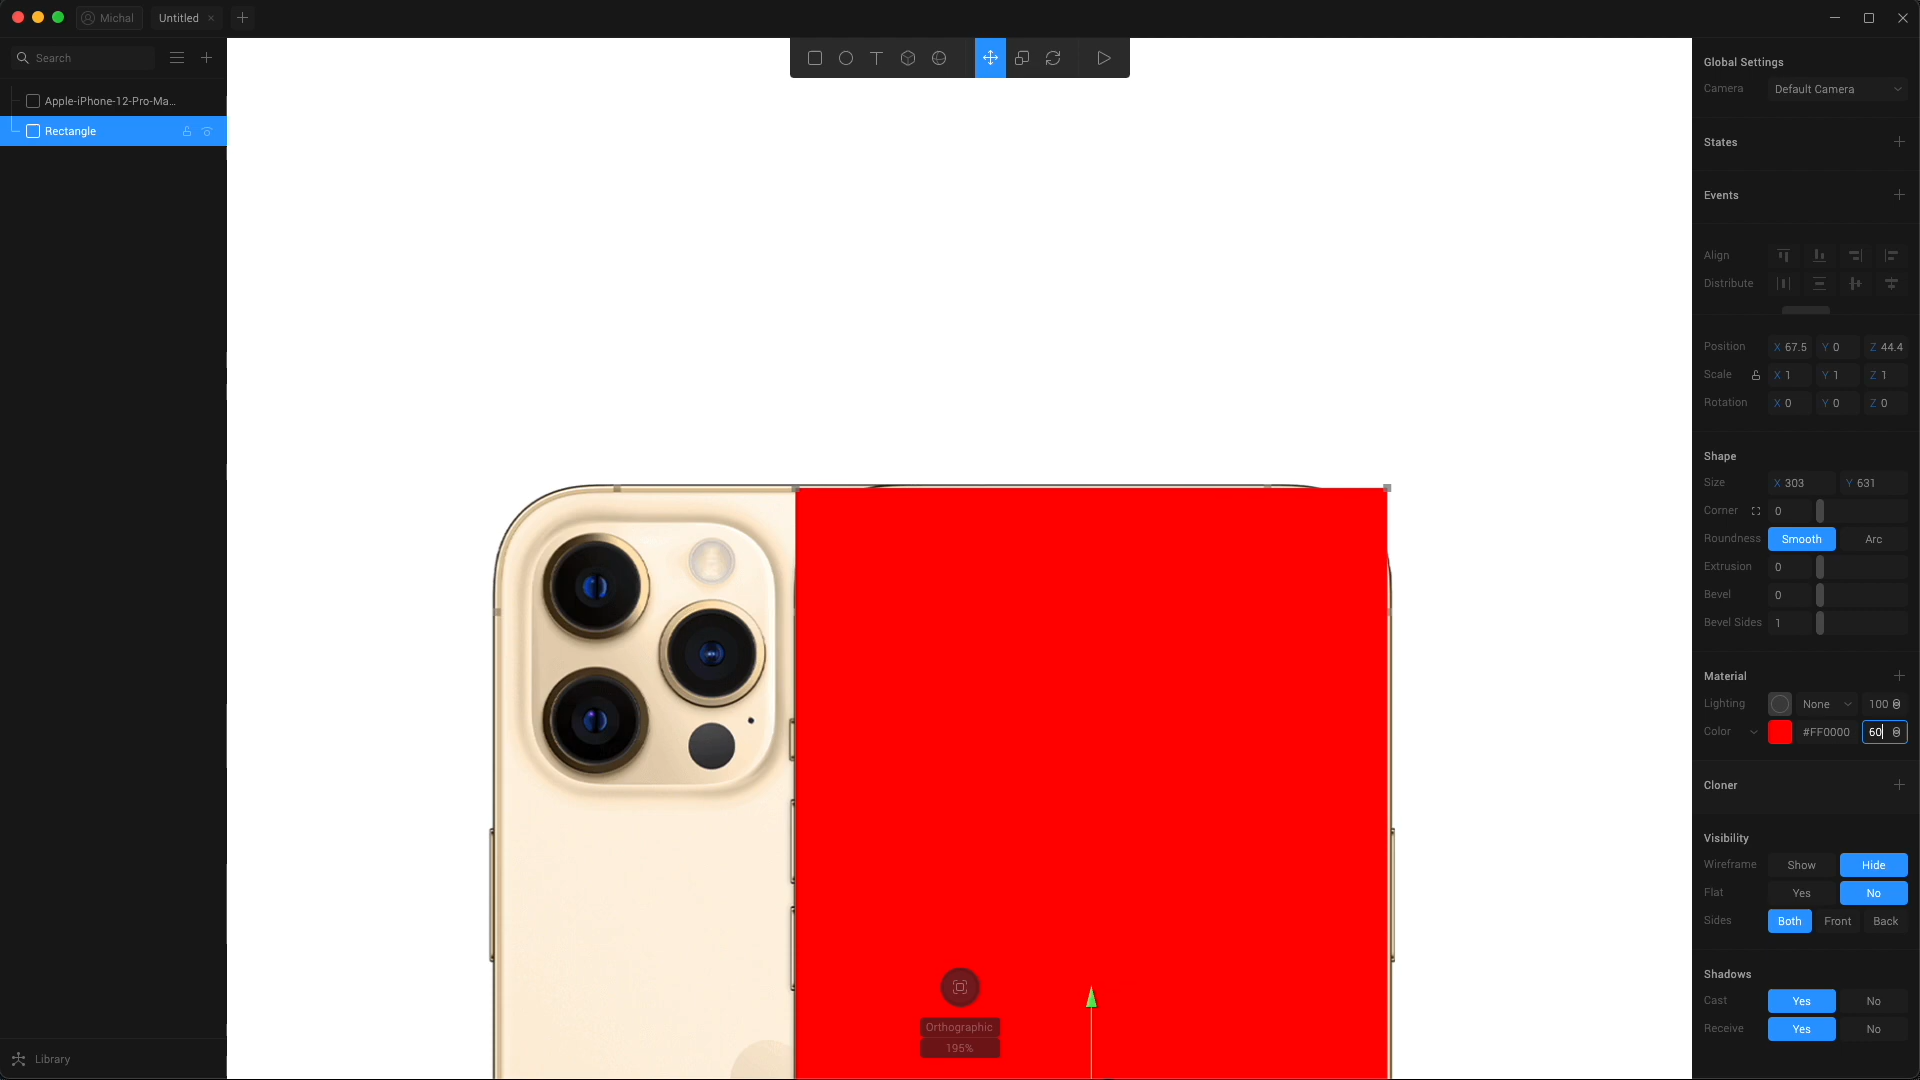 Michal
Untitled
Search
Apple-iPhone-12-Pro-Ma...
Rectangle
Library
Orthographic
195%
Global Settings
Camera Default Camera
States
Events
Align
Distribute
Position X 67.5 Y 0 Z 44.4
Scale X 1 Y 1 Z 1
Rotation X 0 Y 0 Z 0
Shape
Size X 303 Y 631
Corner 0
Roundness Smooth Arc
Extrusion 0
Bevel 0
Bevel Sides 1
Material
Lighting None 100
Color #FF0000 60
Cloner
Visibility
Wireframe Show Hide
Flat Yes No
Sides Both Front Back
Shadows
Cast Yes No
Receive Yes No